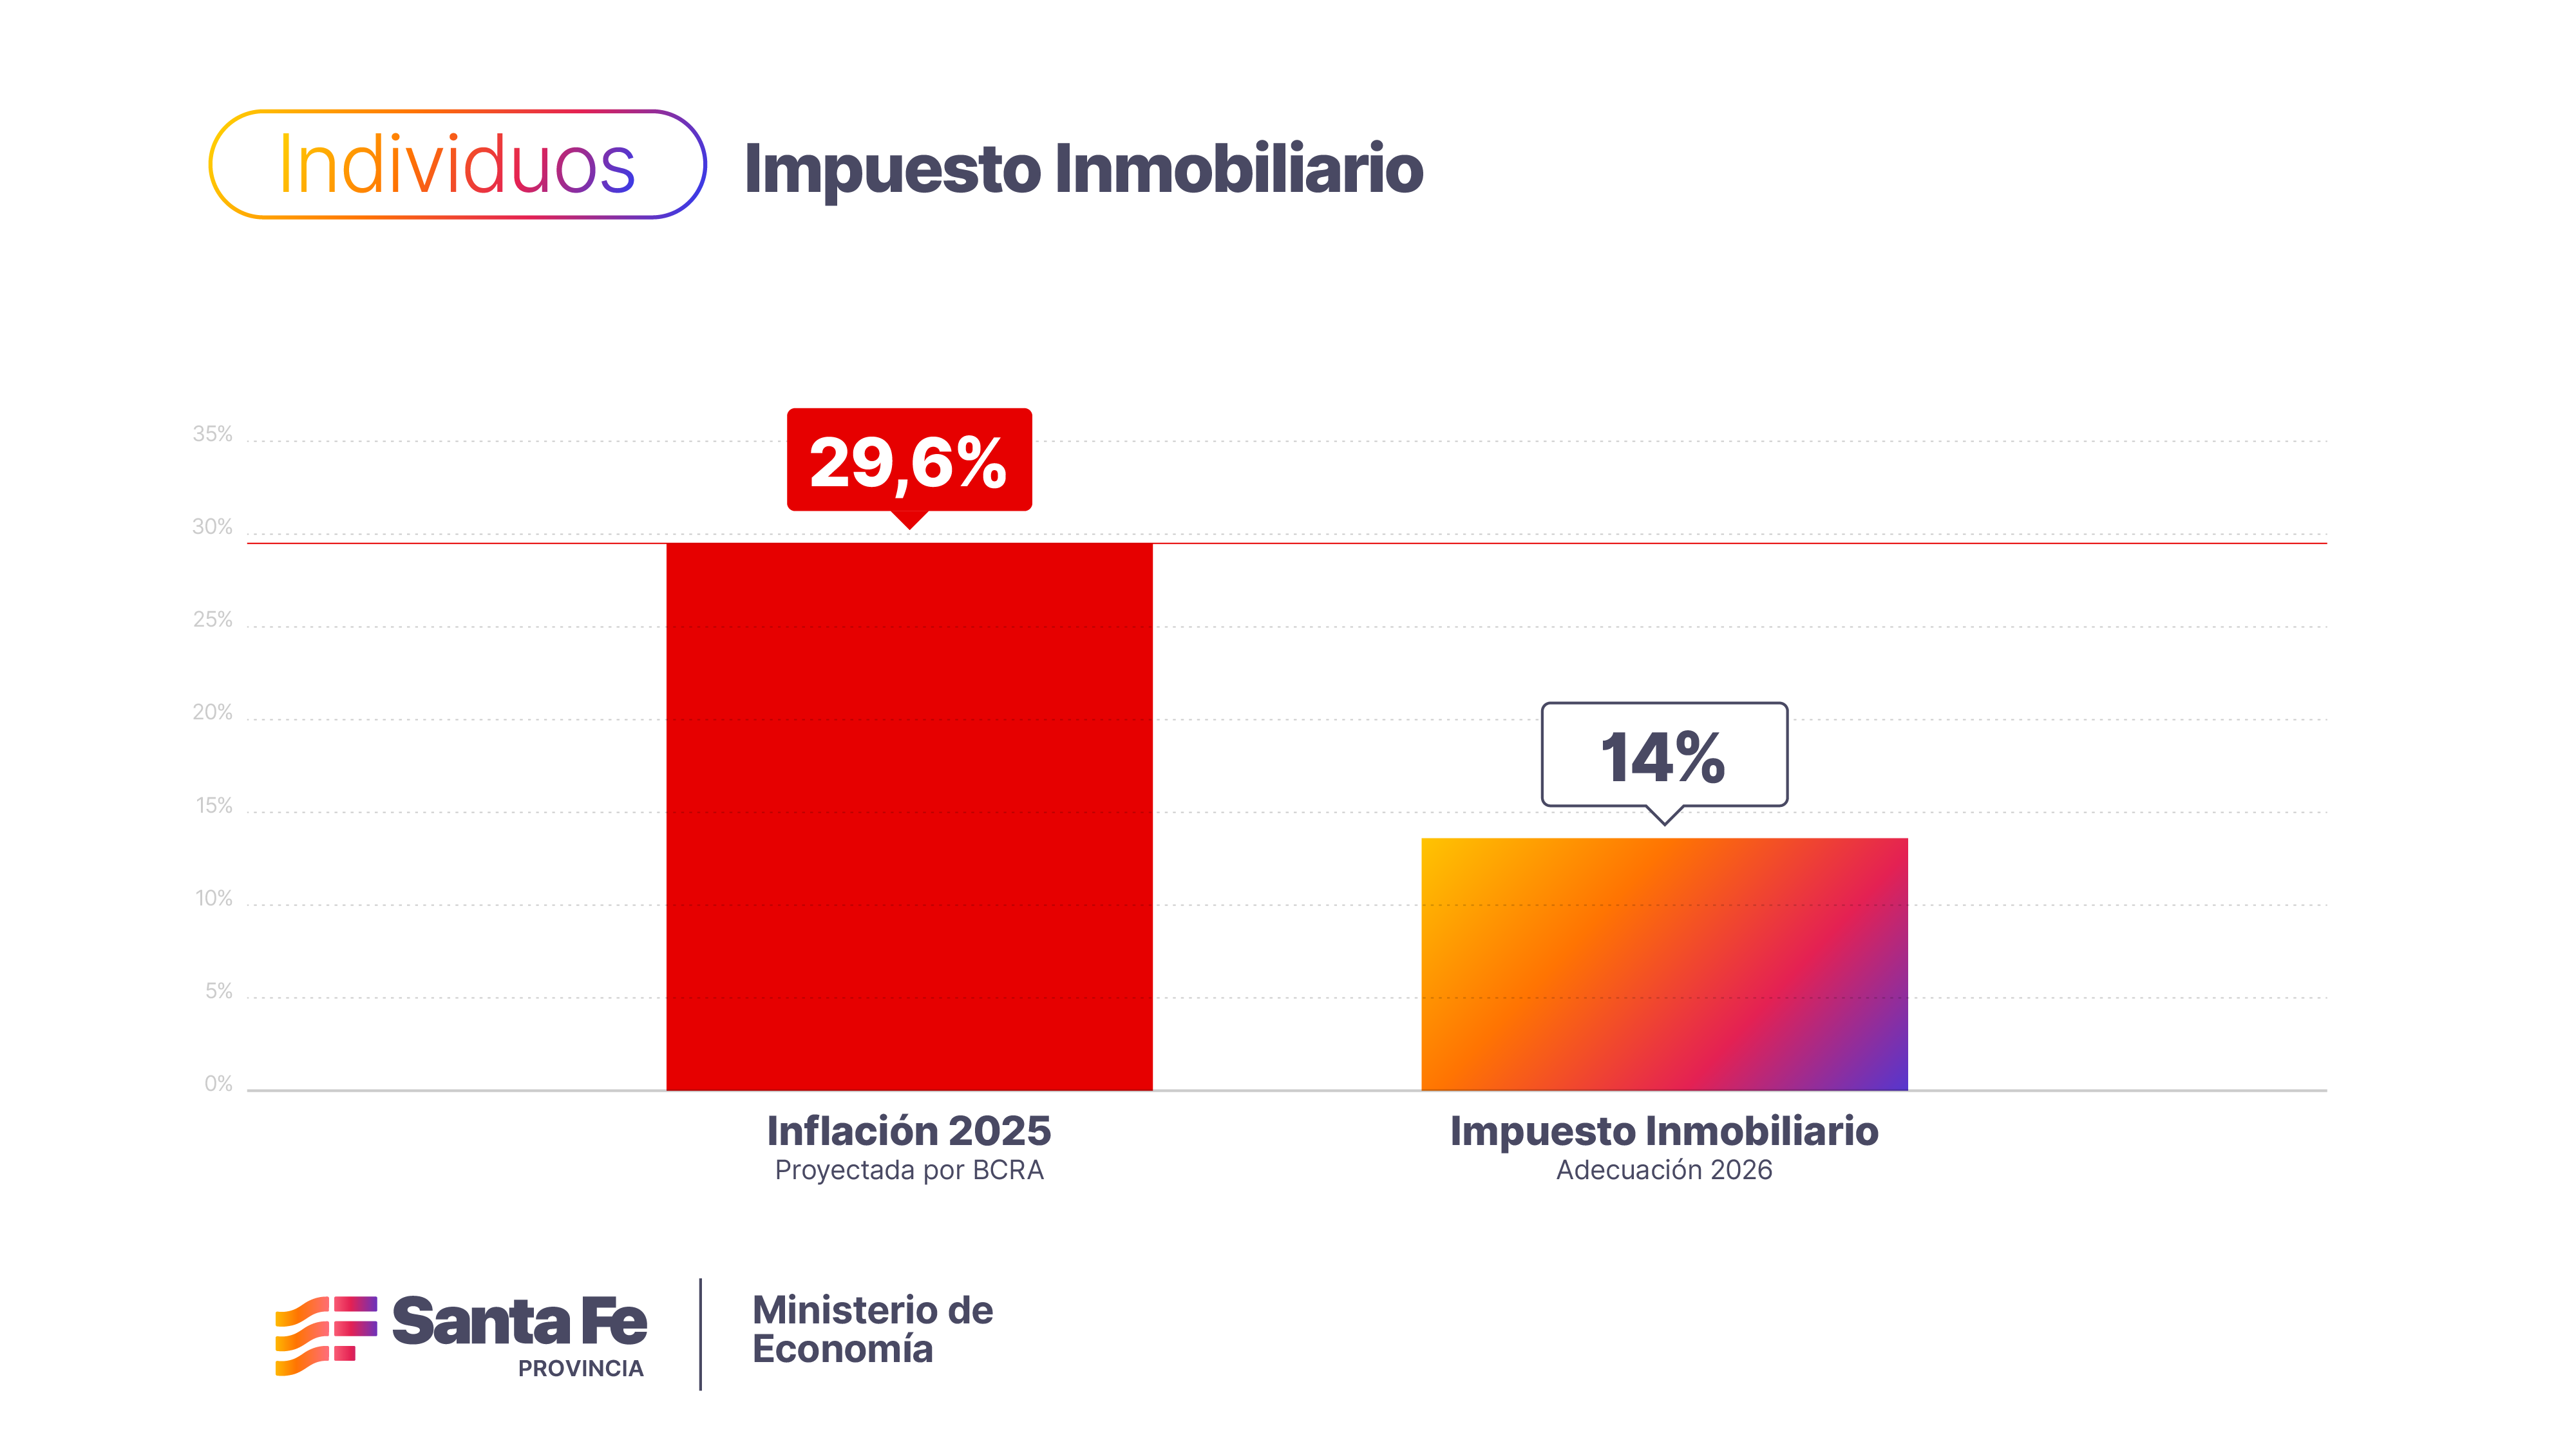 Individuos
Impuesto Inmobiliario
35%
30%
25%
20%
15%
10%
5%
0%
29,6%
14%
Inflación 2025
Proyectada por BCRA
Impuesto Inmobiliario
Adecuación 2026
Santa Fe
PROVINCIA
Ministerio de
Economía